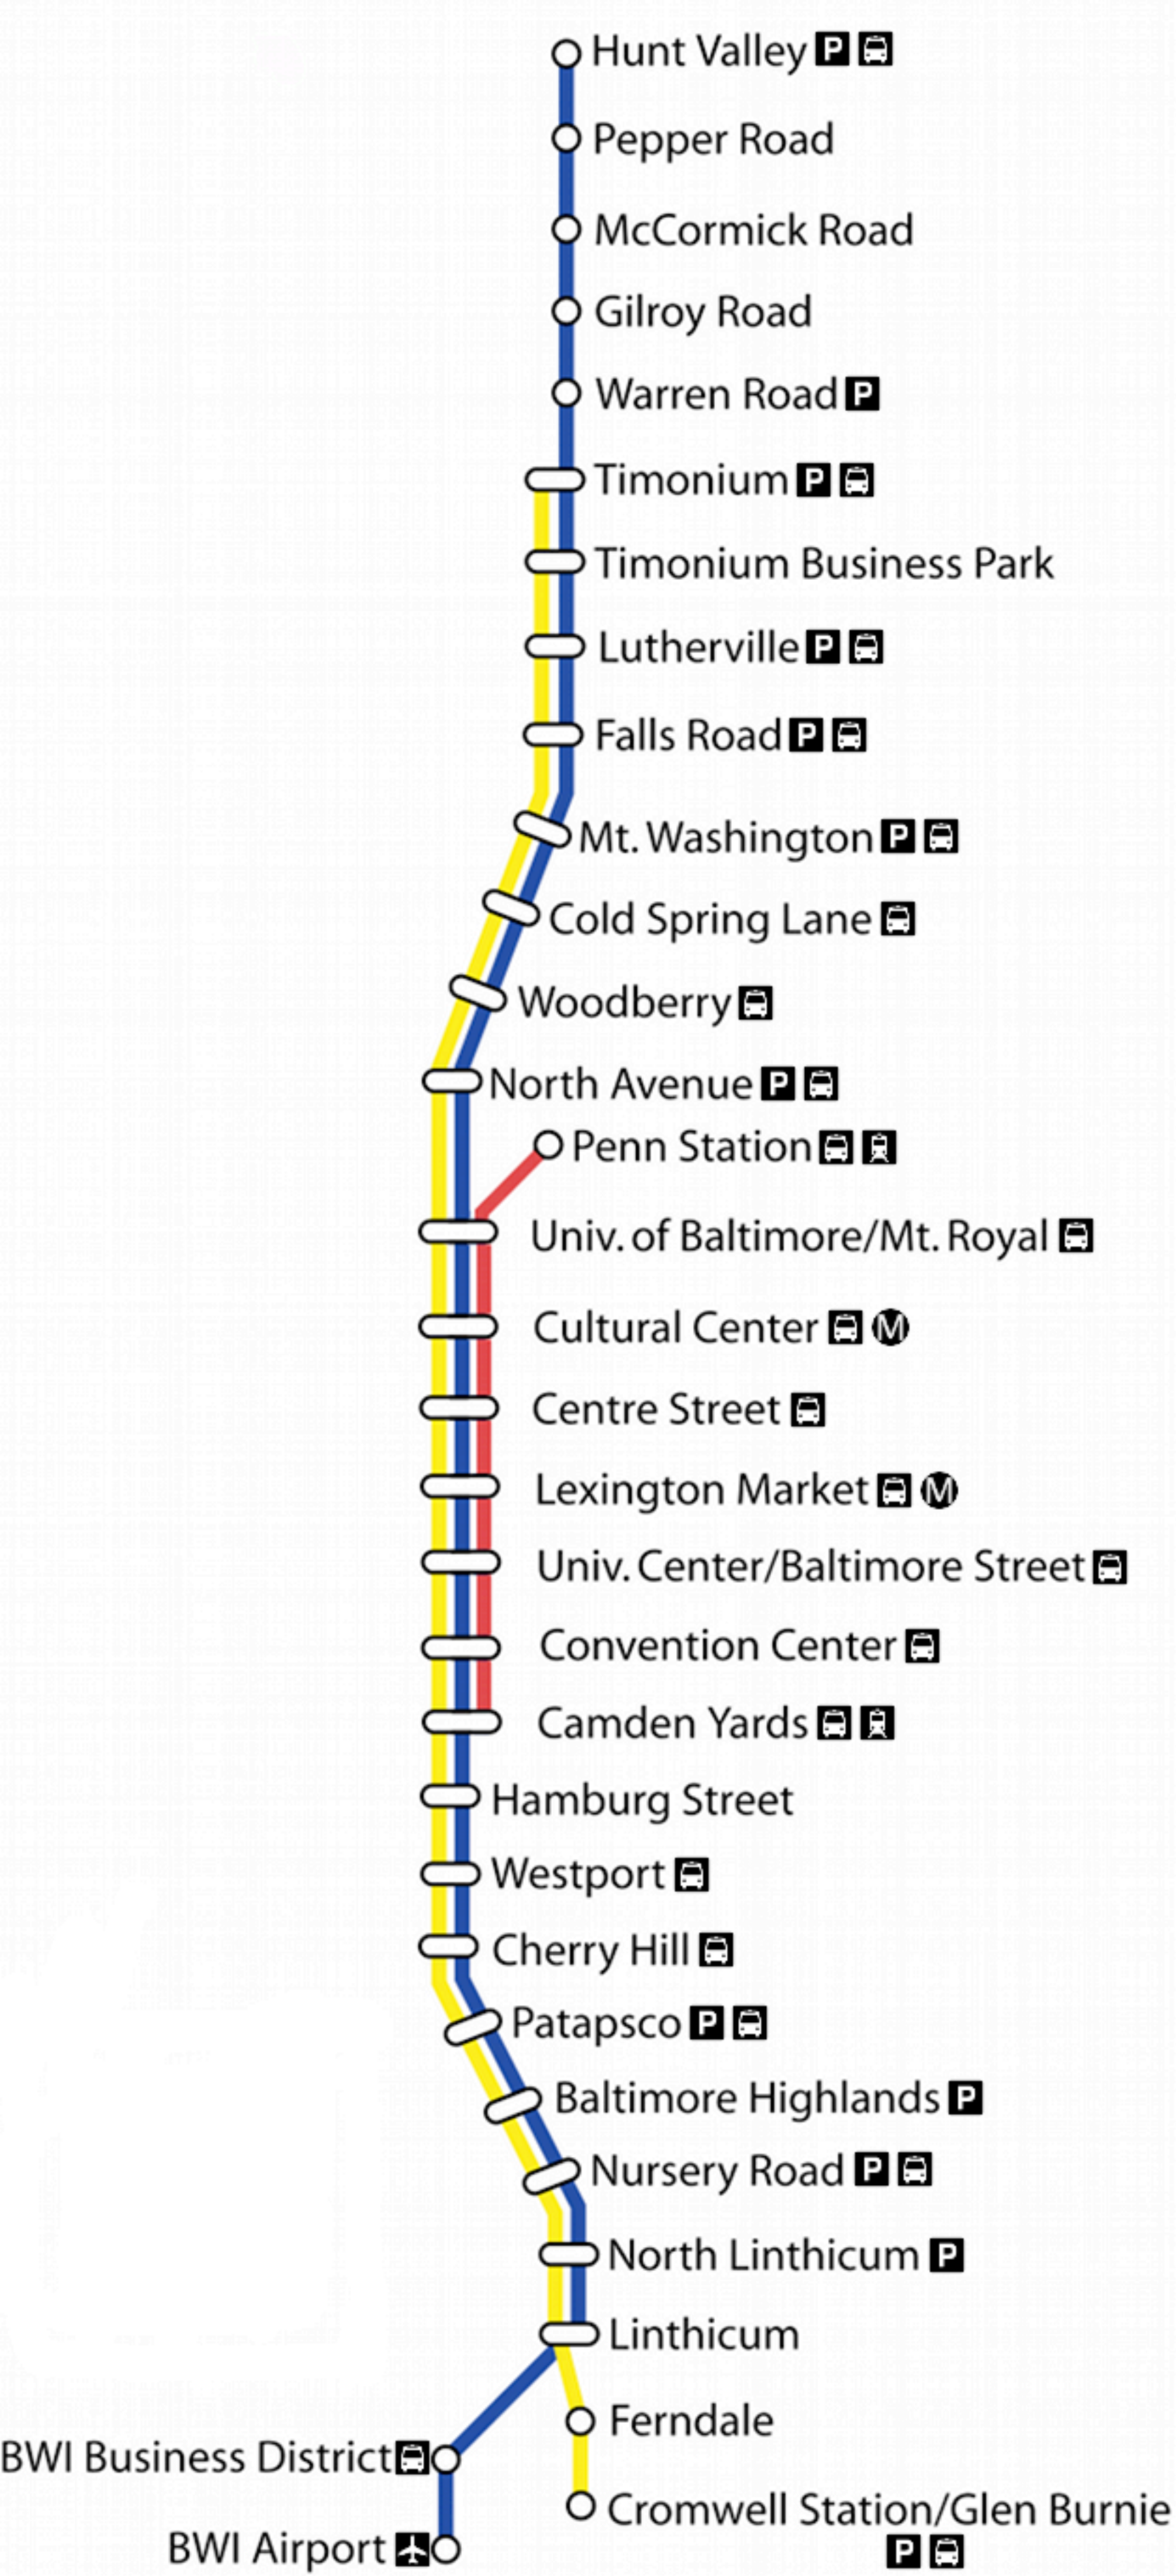 Hunt Valley P
Pepper Road
McCormick Road
Gilroy Road
Warren Road P
Timonium P
Timonium Business Park
Lutherville P
Falls Road P
Mt. Washington P
Cold Spring Lane
Woodberry
North Avenue P
Penn Station
Univ. of Baltimore/Mt. Royal
Cultural Center M
Centre Street
Lexington Market M
Univ. Center/Baltimore Street
Convention Center
Camden Yards
Hamburg Street
Westport
Cherry Hill
Patapsco P
Baltimore Highlands P
Nursery Road P
North Linthicum P
Linthicum
Ferndale
BWI Business District
Cromwell Station/Glen Burnie
P
BWI Airport